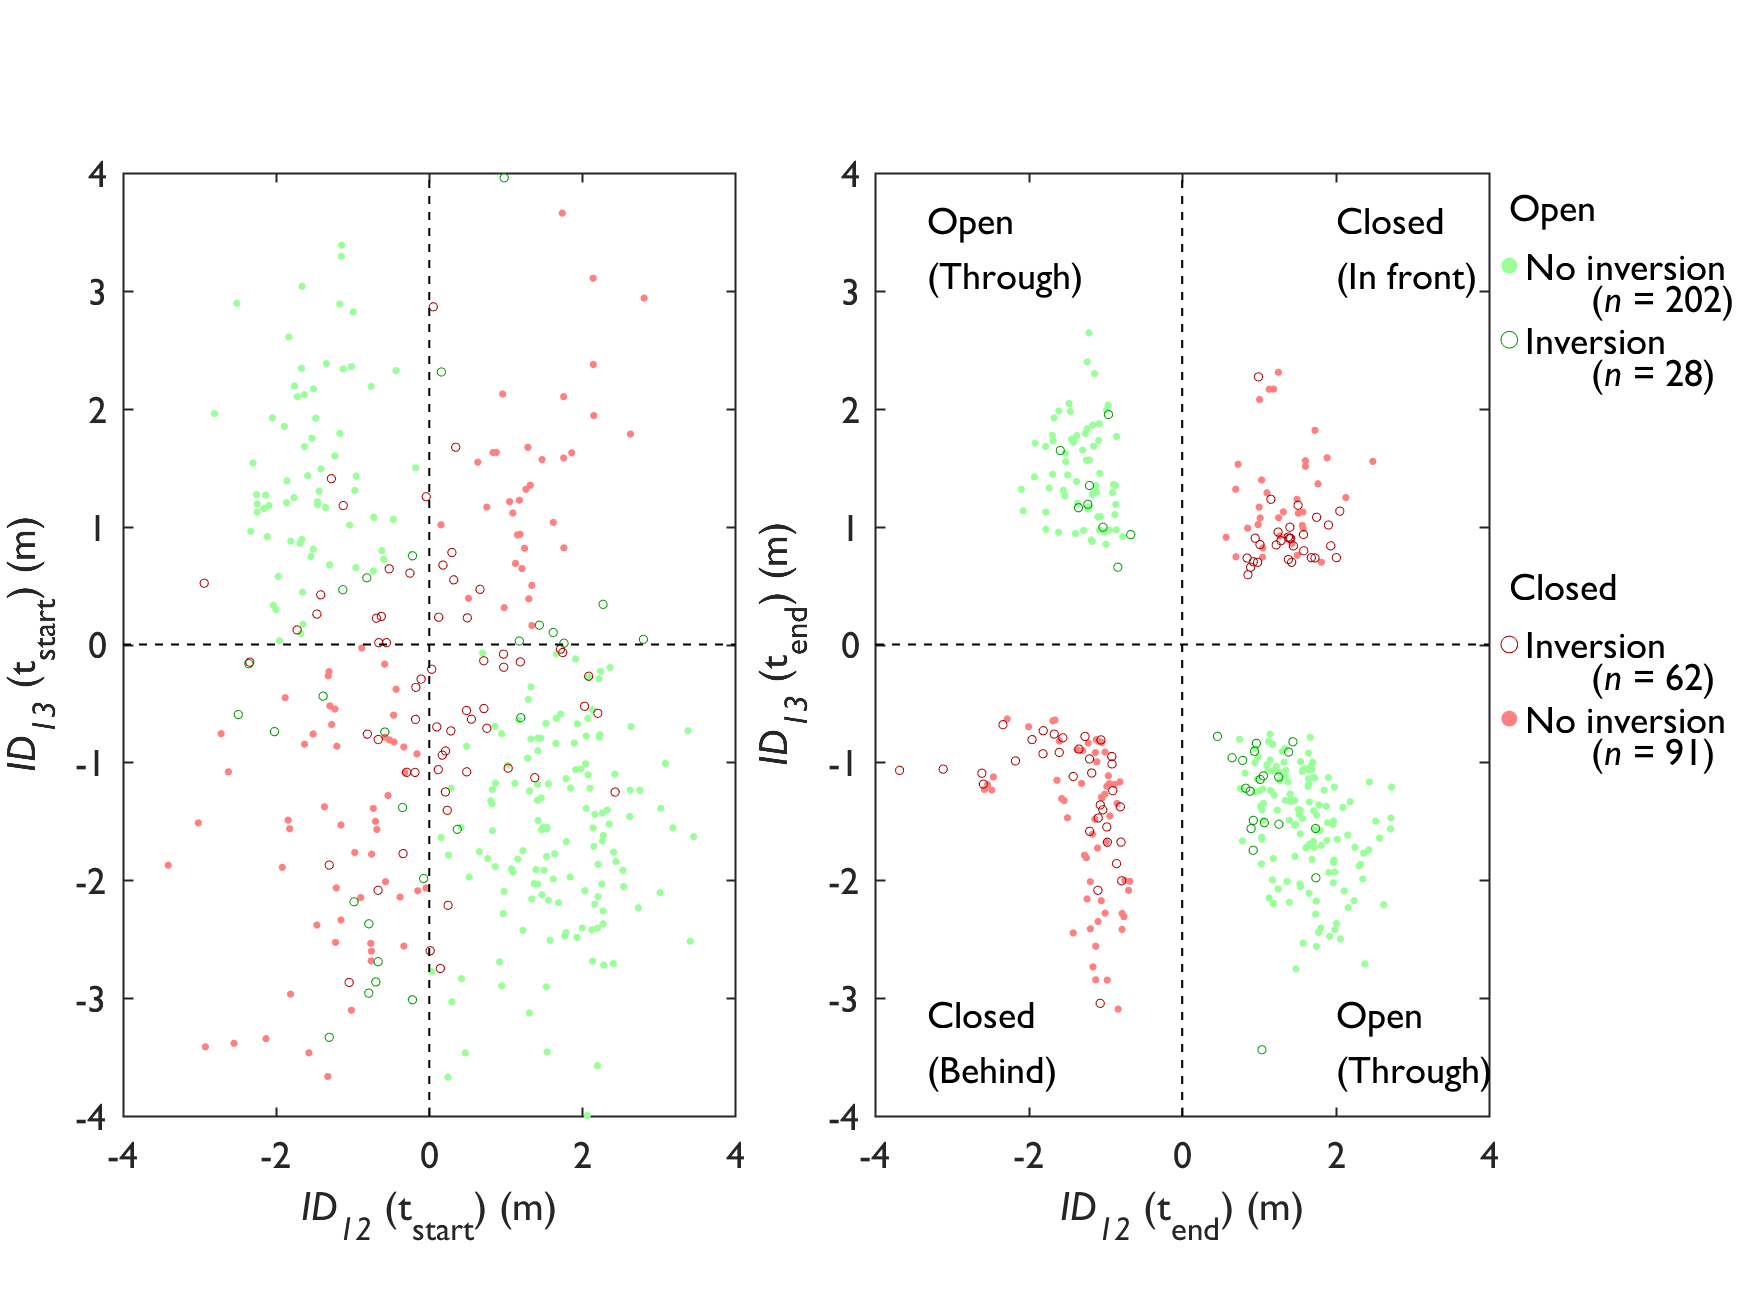 4
3
2
1
0
-1
-2
-3
-4
-4
-2
0
2
4
ID13 (tstart) (m)
ID12 (tstart) (m)
4
3
2
1
0
-1
-2
-3
-4
-4
-2
0
2
4
ID13 (tend) (m)
ID12 (tend) (m)
Open
(Through)
Closed
(In front)
Closed
(Behind)
Open
(Through)
Open
No inversion
(n = 202)
Inversion
(n = 28)
Closed
Inversion
(n = 62)
No inversion
(n = 91)